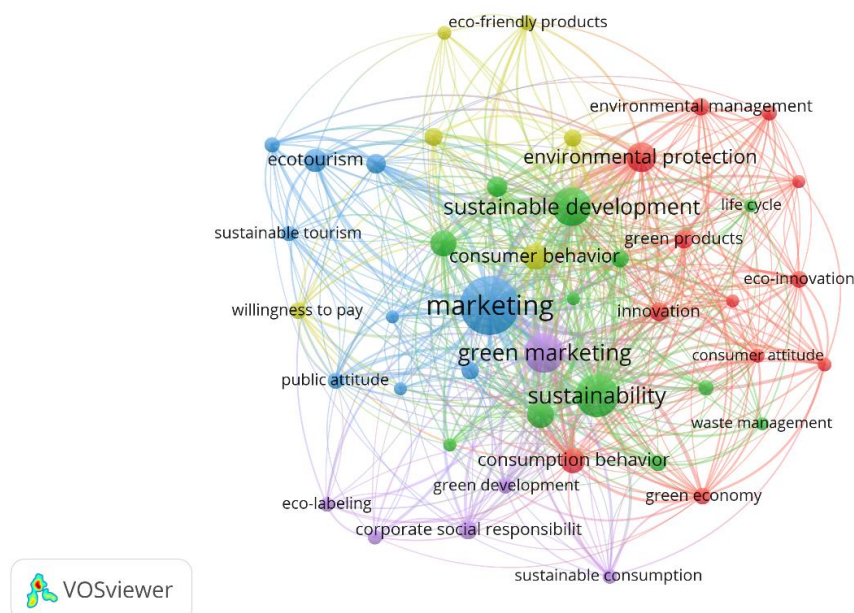 eco-friendly products
environmental management
ecotourism
environmental protection
sustainable development
life cycle
sustainable tourism
green products
consumer behavior
eco-innovation
marketing
willingness to pay
innovation
green marketing
consumer attitude
public attitude
sustainability
waste management
consumption behavior
green development
green economy
eco-labeling
corporate social responsibilit
sustainable consumption
VOSviewer